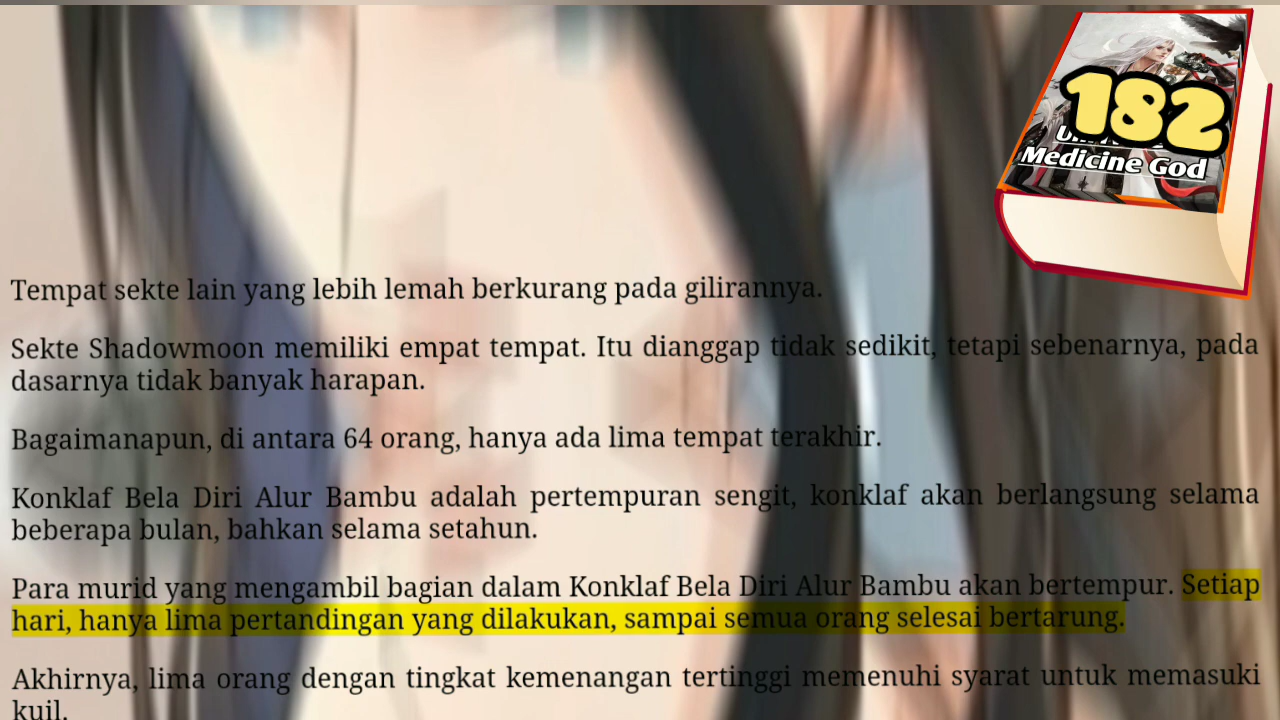 182
Medicine God
Tempat sekte lain yang lebih lemah berkurang pada gilirannya.
Sekte Shadowmoon memiliki empat tempat. Itu dianggap tidak sedikit, tetapi sebenarnya, pada
dasarnya tidak banyak harapan.
Bagaimanapun, di antara 64 orang, hanya ada lima tempat terakhir.
Konklaf Bela Diri Alur Bambu adalah pertempuran sengit, konklaf akan berlangsung selama
beberapa bulan, bahkan selama setahun.
Para murid yang mengambil bagian dalam Konklaf Bela Diri Alur Bambu akan bertempur. Setiap
hari, hanya lima pertandingan yang dilakukan, sampai semua orang selesai bertarung.
Akhirnya, lima orang dengan tingkat kemenangan tertinggi memenuhi syarat untuk memasuki
kuil.